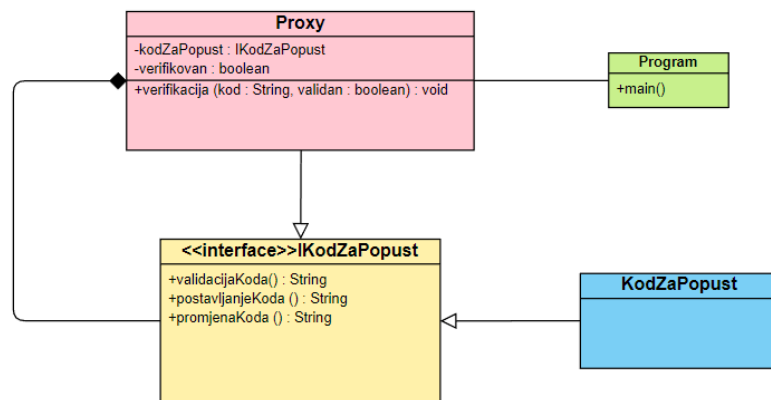 Proxy
-kodZaPopust : IKodZaPopust
-verifikovan : boolean
+verifikacija (kod : String, validan : boolean) : void
Program
+main()
<<interface>>IKodZaPopust
+validacijaKoda() : String
+postavljanjeKoda () : String
+promjenaKoda () : String
KodZaPopust